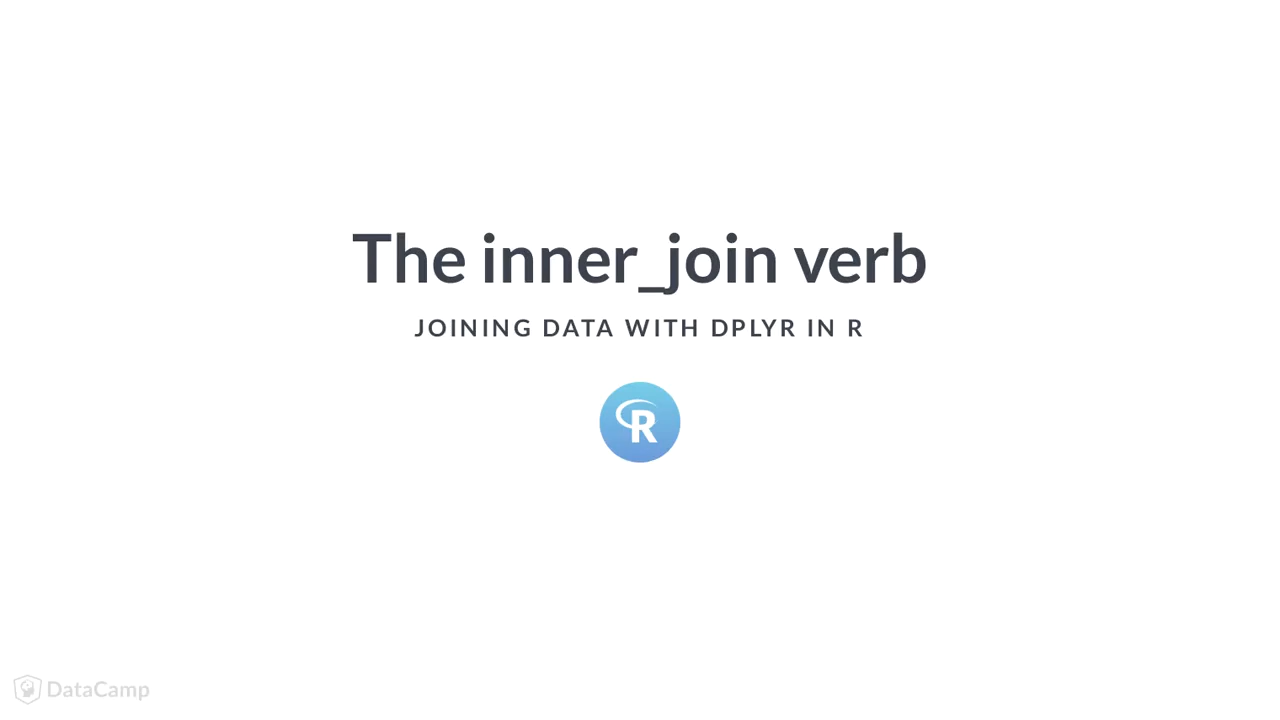 The inner_join verb
JOINING DATA WITH DPLYR IN R
R
DataCamp